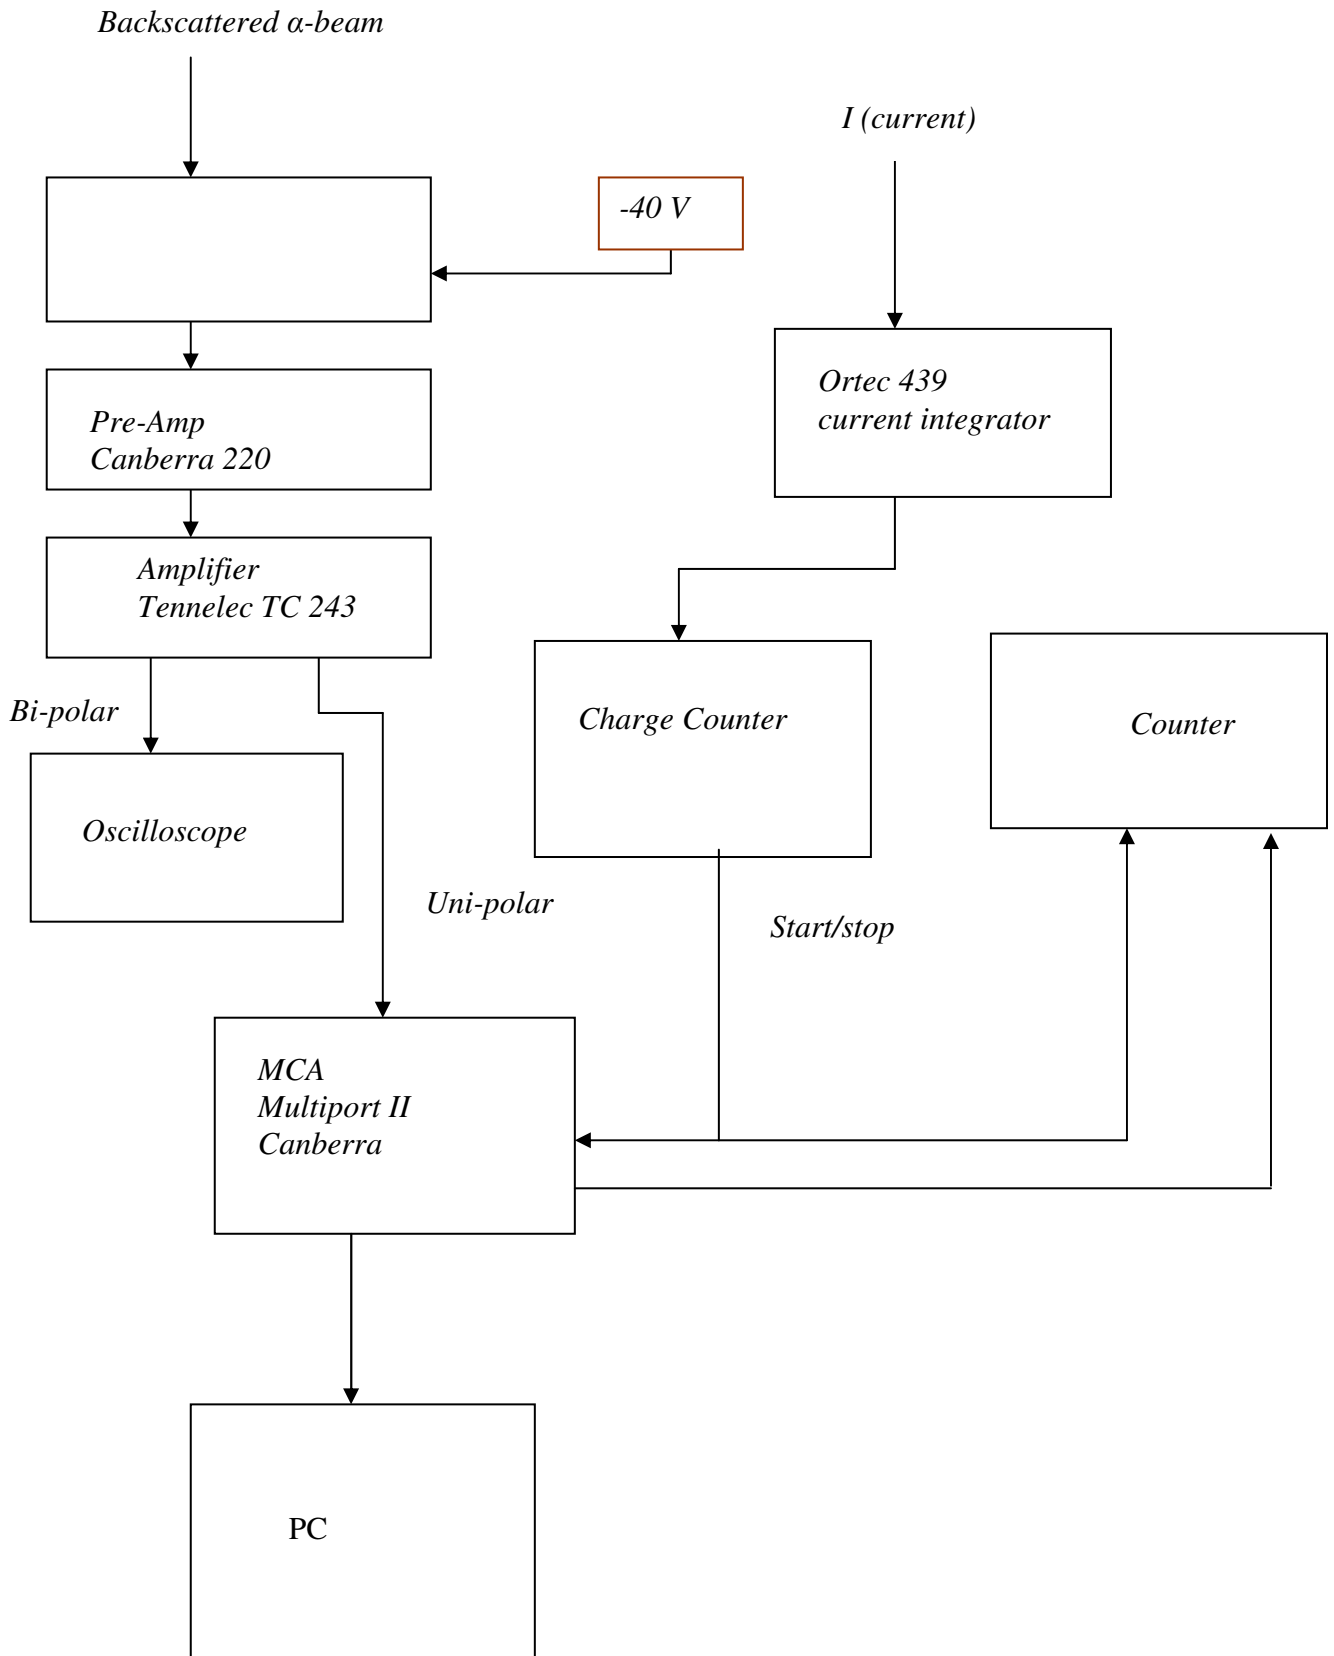 Backscattered α-beam
I (current)
-40 V
Ortec 439
current integrator
Pre-Amp
Canberra 220
Amplifier
Tennelec TC 243
Bi-polar
Charge Counter
Counter
Oscilloscope
Uni-polar
Start/stop
MCA
Multiport II
Canberra
PC